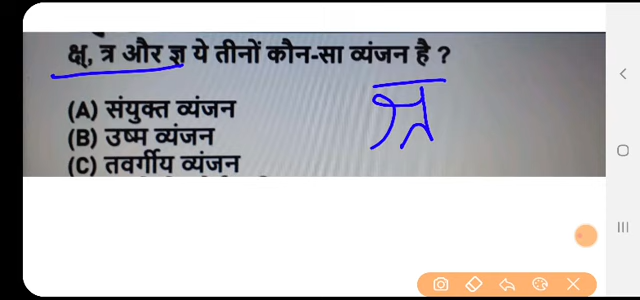 क्ष, त्र और ज्ञ ये तीनों कौन-सा व्यंजन है ?
(A) संयुक्त व्यंजन
(B) उष्म व्यंजन
(C) तवर्गीय व्यंजन